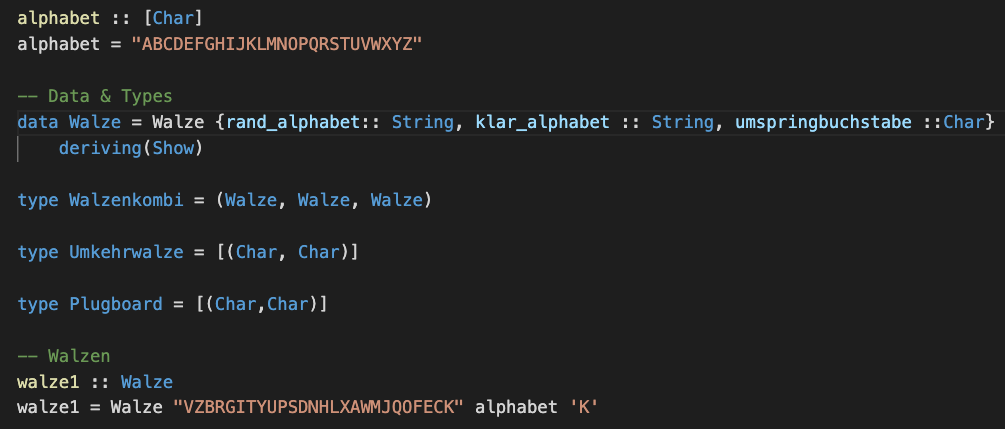 alphabet :: [Char]
alphabet = "ABCDEFGHIJKLMNOPQRSTUVWXYZ"
-- Data & Types
data Walze = Walze {rand_alphabet:: String, klar_alphabet :: String, umspringbuchstabe ::Char}
deriving(Show)
type Walzenkombi = (Walze, Walze, Walze)
type Umkehrwalze = [(Char, Char)]
type Plugboard = [(Char,Char)]
-- Walzen
walze1 :: Walze
walze1 = Walze "VZBRGITYUPSDNHLXAWMJQOFECK" alphabet 'K'